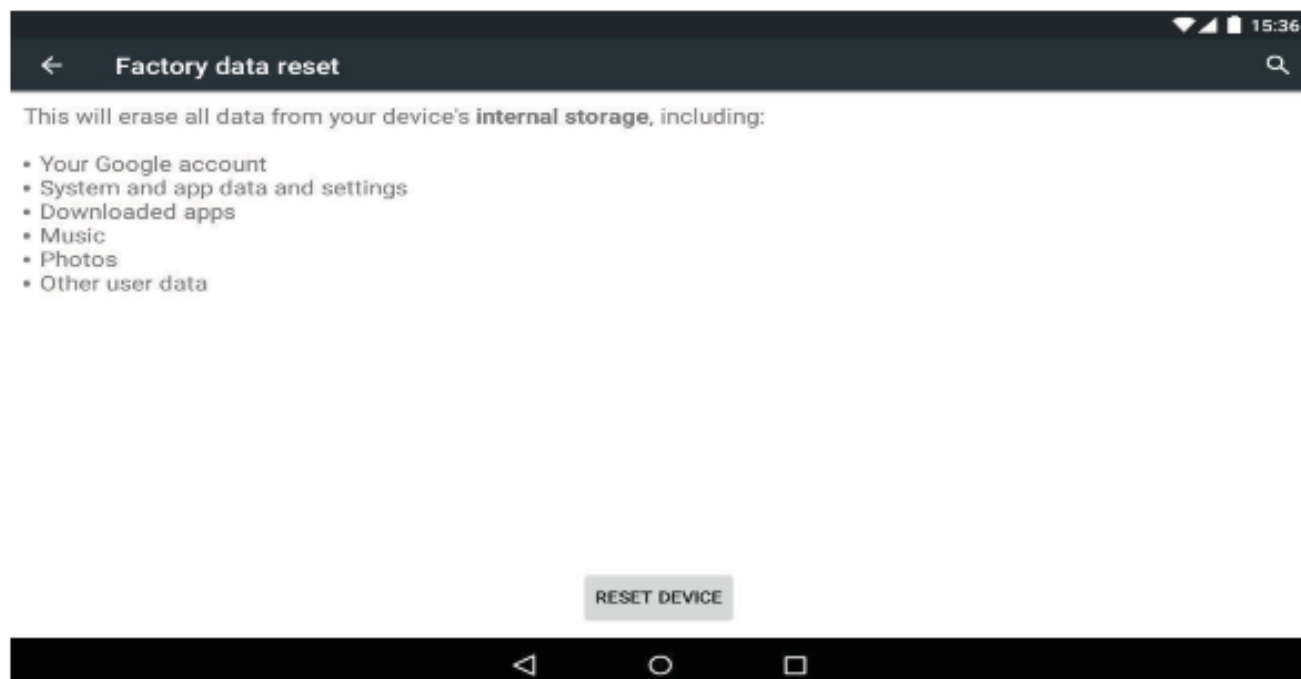 15:36
Factory data reset
This will erase all data from your device's internal storage, including:
• Your Google account
• System and app data and settings
• Downloaded apps
• Music
• Photos
• Other user data
RESET DEVICE